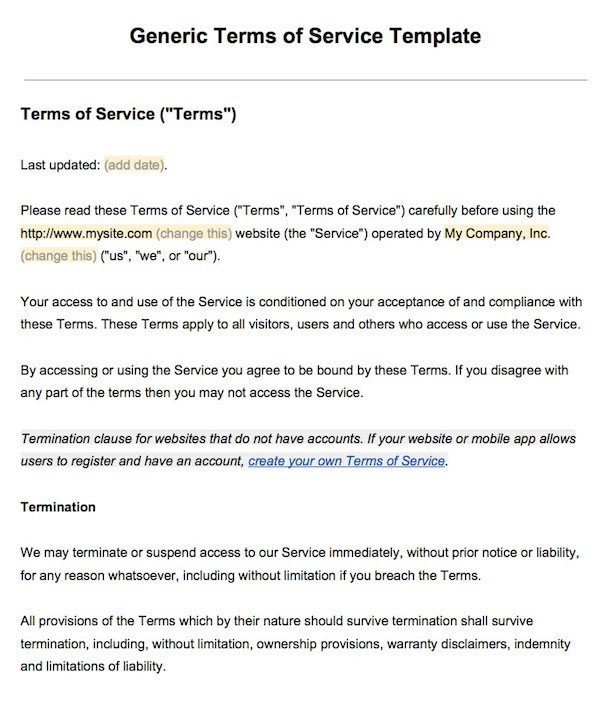 Generic Terms of Service Template
Terms of Service ("Terms")
Last updated: (add date).
Please read these Terms of Service ("Terms", "Terms of Service") carefully before using the
http://www.mysite.com (change this) website (the "Service") operated by My Company, Inc.
(change this) ("us", "we", or "our").
Your access to and use of the Service is conditioned on your acceptance of and compliance with
these Terms. These Terms apply to all visitors, users and others who access or use the Service.
By accessing or using the Service you agree to be bound by these Terms. If you disagree with
any part of the terms then you may not access the Service.
Termination clause for websites that do not have accounts. If your website or mobile app allows
users to register and have an account, create your own Terms of Service.
Termination
We may terminate or suspend access to our Service immediately, without prior notice or liability,
for any reason whatsoever, including without limitation if you breach the Terms.
All provisions of the Terms which by their nature should survive termination shall survive
termination, including, without limitation, ownership provisions, warranty disclaimers, indemnity
and limitations of liability.